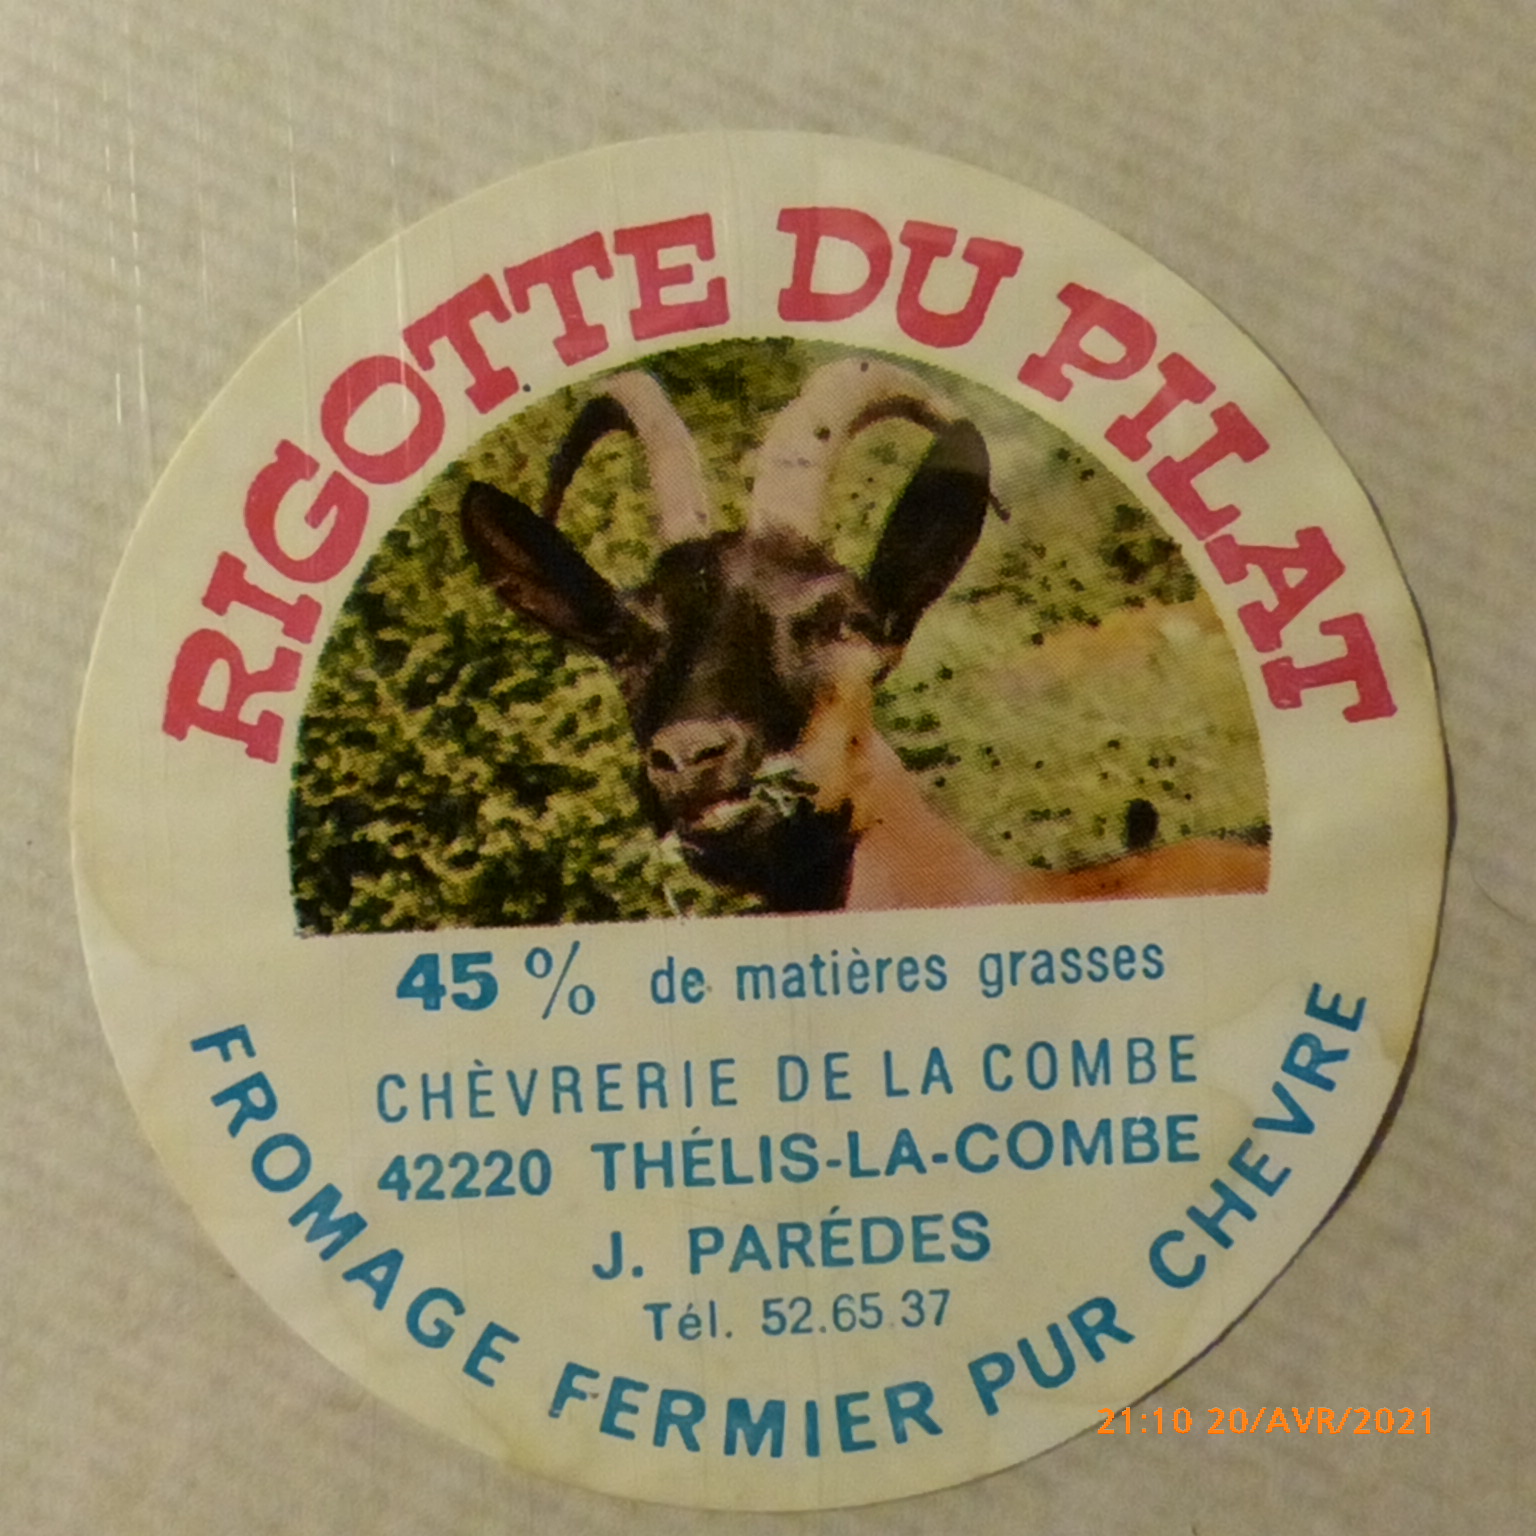 RIGOTTE DU PILAT
45 % de matières grasses
CHÈVRERIE DE LA COMBE
42220 THÉLIS-LA-COMBE
J. PARÉDES
Tél. 52.65.37
FROMAGE FERMIER PUR CHEVRE
21:10 20/AVR/2021